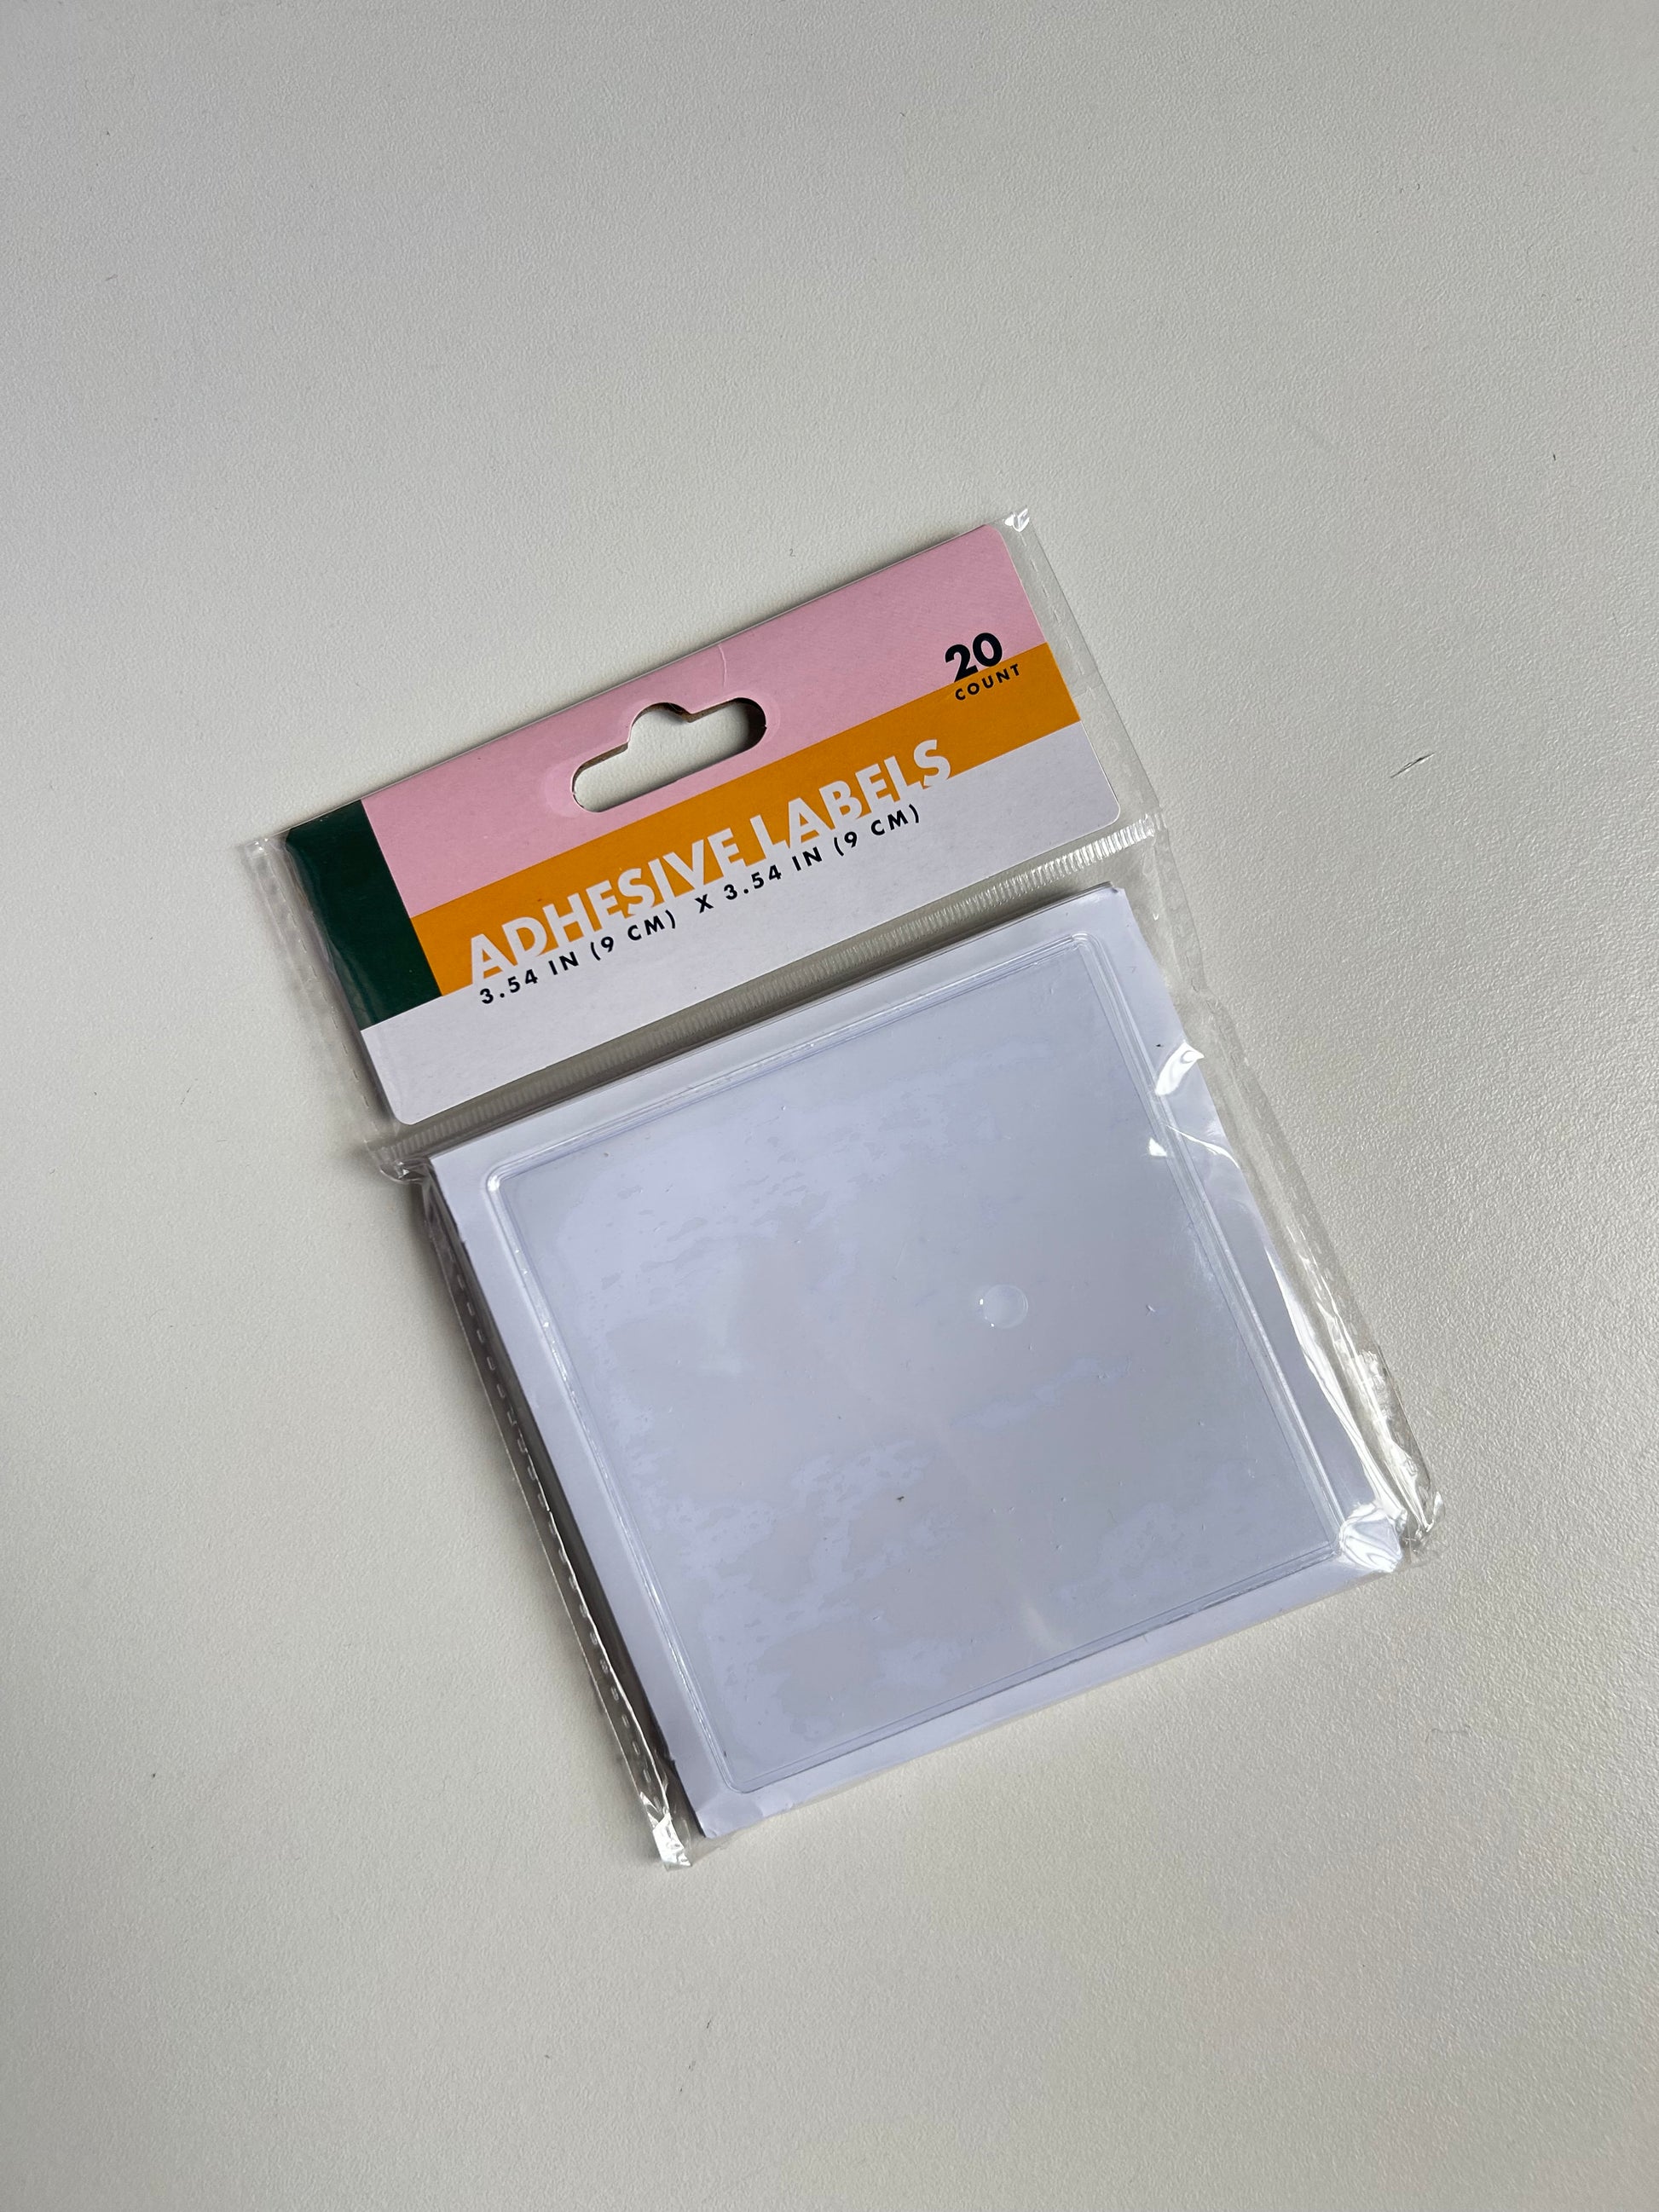 20
COUNT
ADHESIVE LABELS
3.54 IN (9 CM) X 3.54 IN (9 CM)